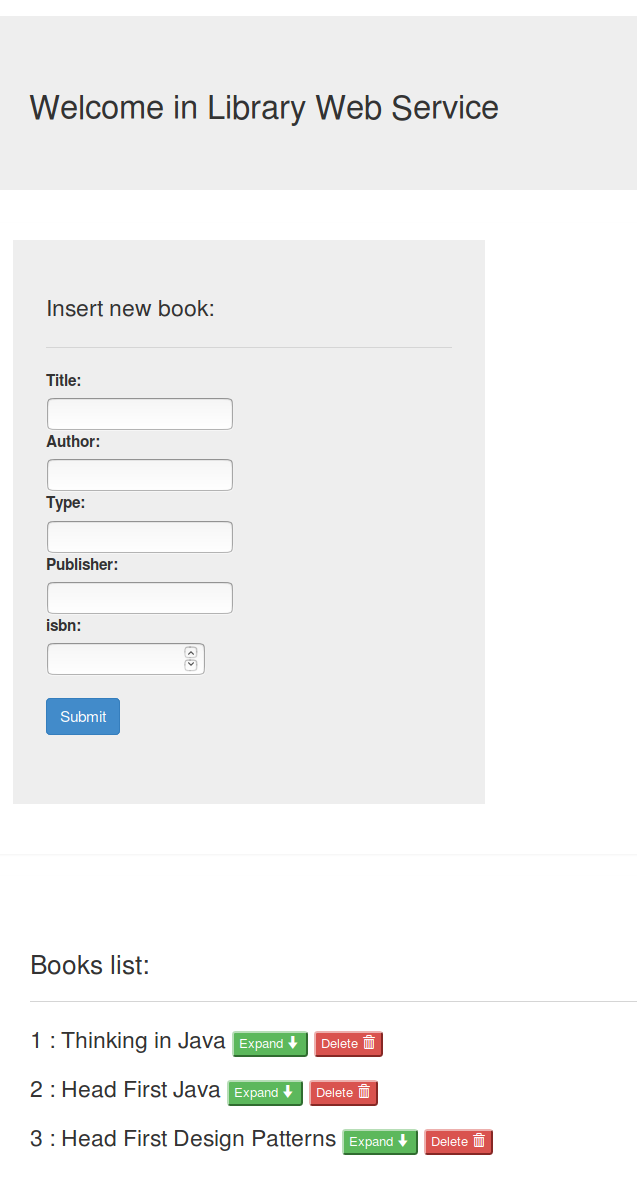 Welcome in Library Web Service
Insert new book:
Title:
Author:
Type:
Publisher:
isbn:
Submit
Books list:
1 : Thinking in Java Expand Delete
2 : Head First Java Expand Delete
3 : Head First Design Patterns Expand Delete